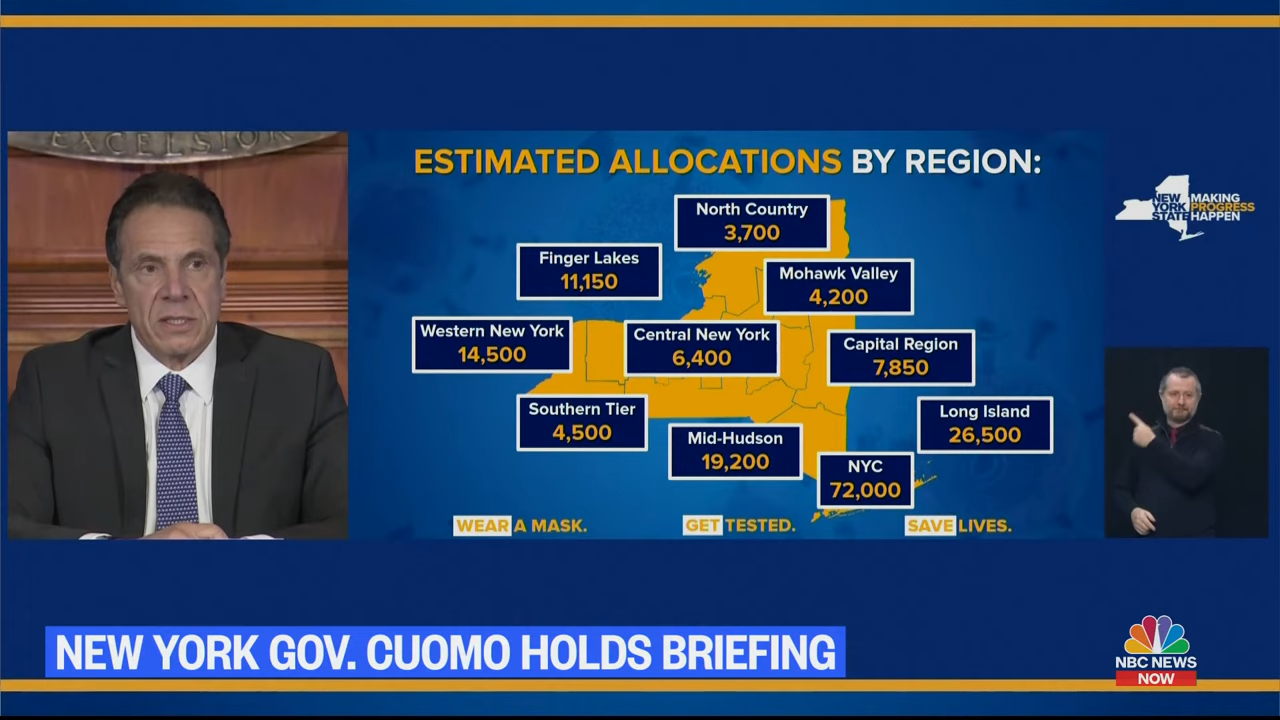 EXCELSIOR
ESTIMATED ALLOCATIONS BY REGION:
North Country
3,700
Finger Lakes
11,150
Mohawk Valley
4,200
Western New York
14,500
Central New York
6,400
Capital Region
7,850
Southern Tier
4,500
Mid-Hudson
19,200
Long Island
26,500
NYC
72,000
WEAR A MASK.
GET TESTED.
SAVE LIVES.
NEW YORK STATE
MAKING PROGRESS HAPPEN
NEW YORK GOV. CUOMO HOLDS BRIEFING
NBC NEWS
NOW